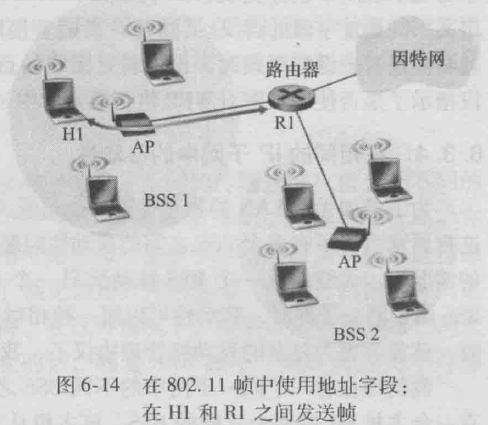 因特网
路由器
R1
H1
AP
BSS 1
AP
BSS 2
图 6-14 在 802. 11 帧中使用地址字段：
在 H1 和 R1 之间发送帧